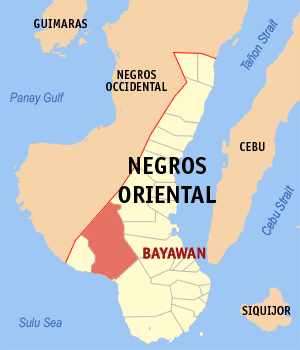 GUIMARAS
Tañon Strait
NEGROS
OCCIDENTAL
Panay Gulf
CEBU
NEGROS
ORIENTAL
Cebu Strait
BAYAWAN
SIQUIJOR
Sulu Sea